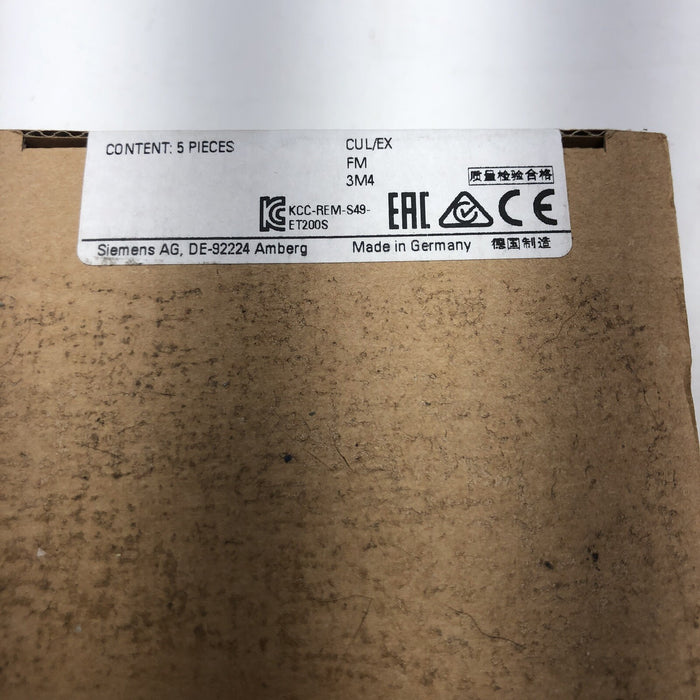 CONTENT: 5 PIECES
CUL/EX
FM
3M4
质量检验合格
KCC-REM-S49-
ET200S
EAC
CE
Siemens AG, DE-92224 Amberg Made in Germany 德国制造